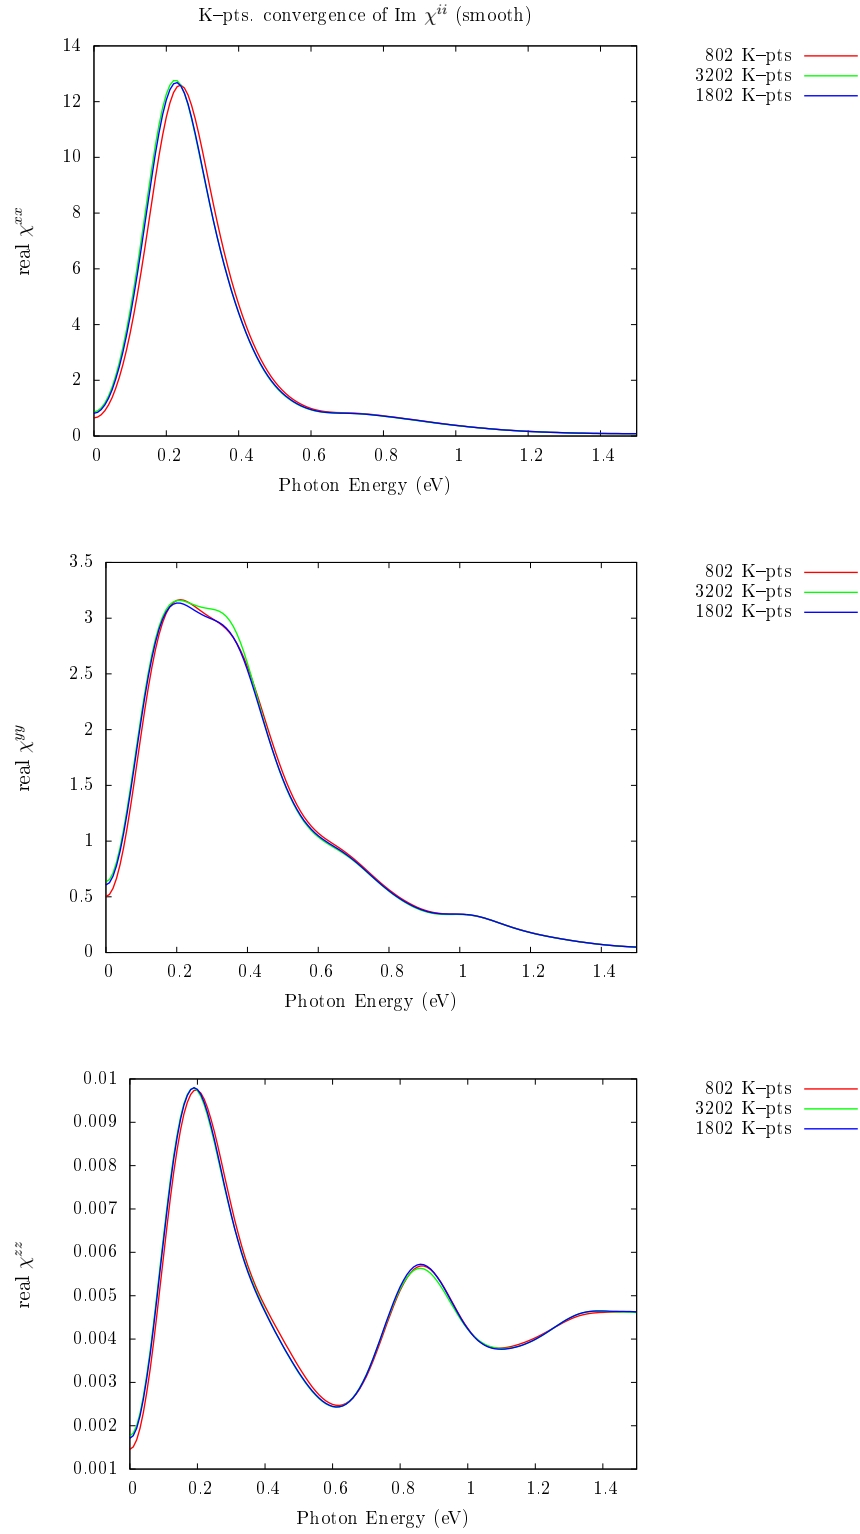 K–pts. convergence of Im χ^{ii} (smooth)
802 K–pts
3202 K–pts
1802 K–pts
14
12
10
8
6
4
2
0
real χ^{xx}
0 0.2 0.4 0.6 0.8 1 1.2 1.4
Photon Energy (eV)
802 K–pts
3202 K–pts
1802 K–pts
3.5
3
2.5
2
1.5
1
0.5
0
real χ^{yy}
0 0.2 0.4 0.6 0.8 1 1.2 1.4
Photon Energy (eV)
802 K–pts
3202 K–pts
1802 K–pts
0.01
0.009
0.008
0.007
0.006
0.005
0.004
0.003
0.002
0.001
real χ^{zz}
0 0.2 0.4 0.6 0.8 1 1.2 1.4
Photon Energy (eV)